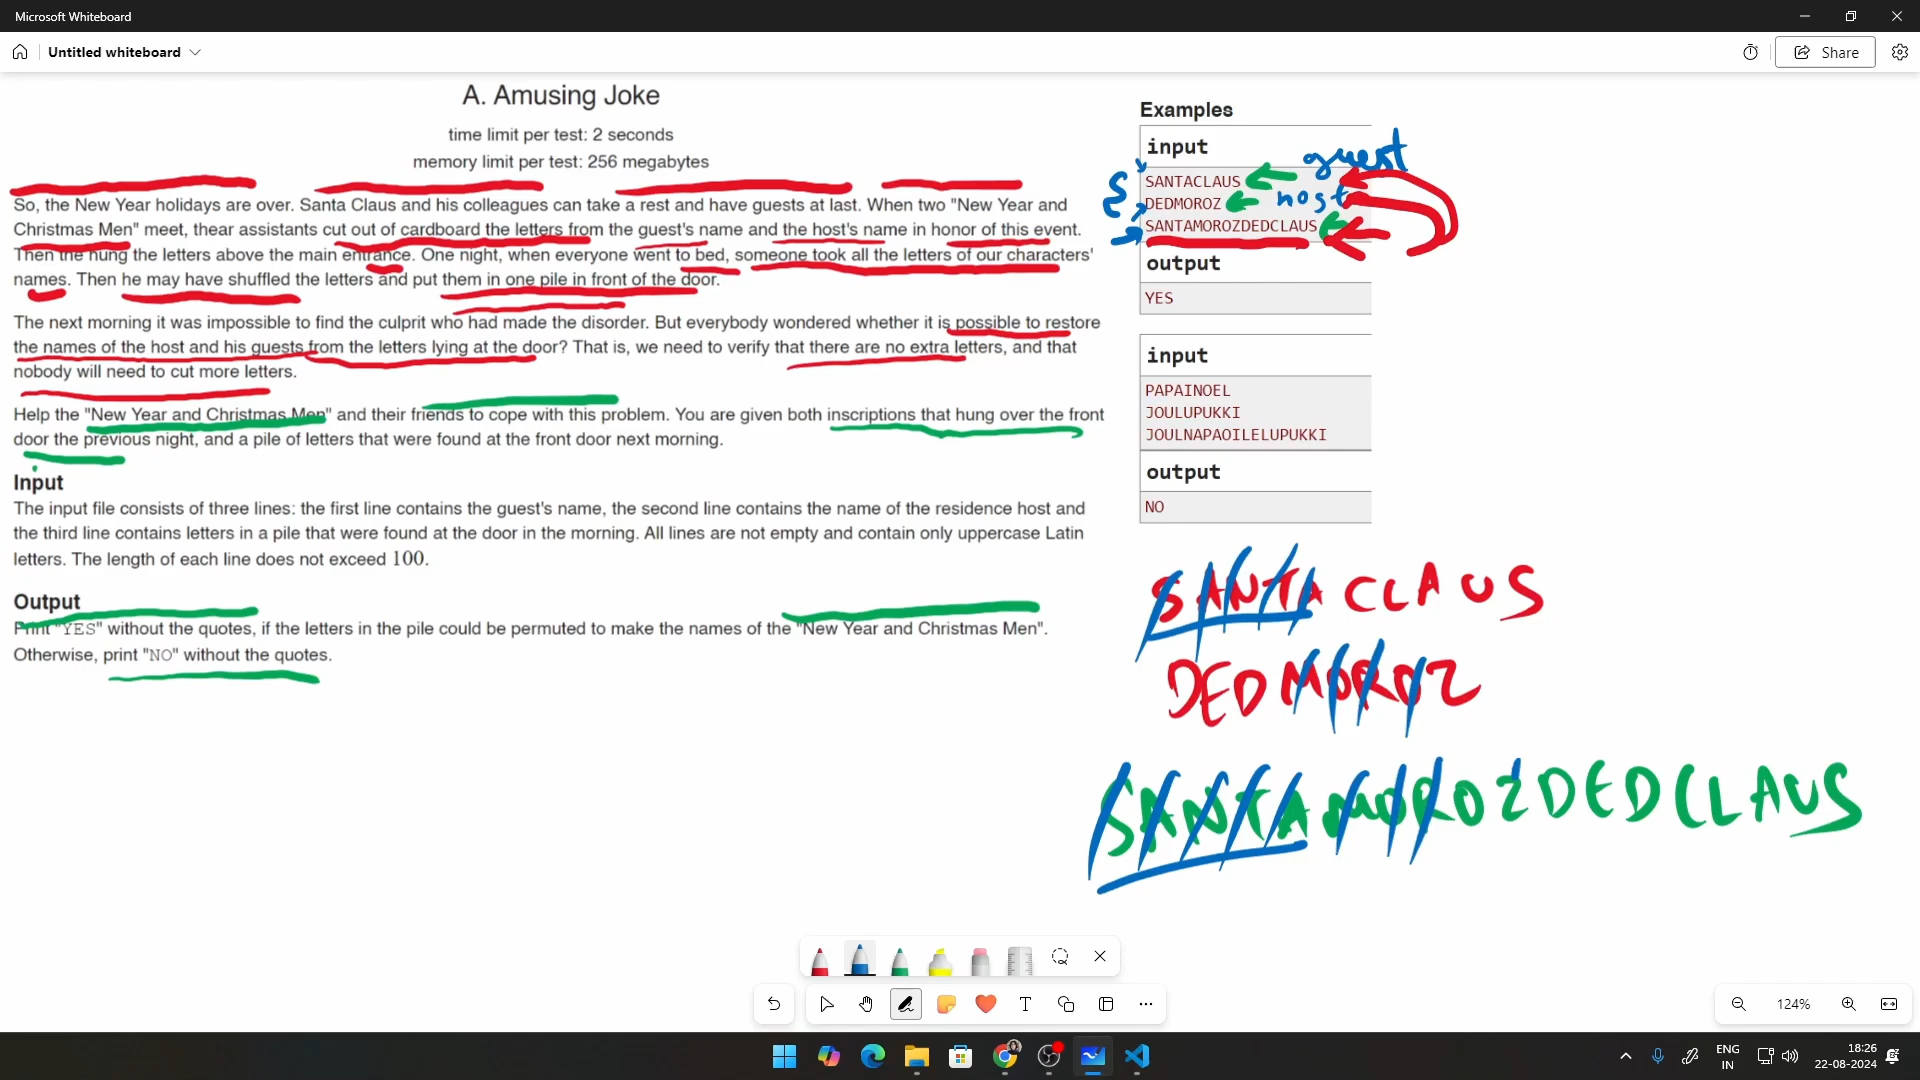 Microsoft Whiteboard
Untitled whiteboard
Share
A. Amusing Joke
time limit per test: 2 seconds
memory limit per test: 256 megabytes
So, the New Year holidays are over. Santa Claus and his colleagues can take a rest and have guests at last. When two "New Year and
Christmas Men" meet, thear assistants cut out of cardboard the letters from the guest's name and the host's name in honor of this event.
Then the hung the letters above the main entrance. One night, when everyone went to bed, someone took all the letters of our characters'
names. Then he may have shuffled the letters and put them in one pile in front of the door.
The next morning it was impossible to find the culprit who had made the disorder. But everybody wondered whether it is possible to restore
the names of the host and his guests from the letters lying at the door? That is, we need to verify that there are no extra letters, and that
nobody will need to cut more letters.
Help the "New Year and Christmas Men" and their friends to cope with this problem. You are given both inscriptions that hung over the front
door the previous night, and a pile of letters that were found at the front door next morning.
Input
The input file consists of three lines: the first line contains the guest's name, the second line contains the name of the residence host and
the third line contains letters in a pile that were found at the door in the morning. All lines are not empty and contain only uppercase Latin
letters. The length of each line does not exceed 100.
Output
Print "YES" without the quotes, if the letters in the pile could be permuted to make the names of the "New Year and Christmas Men".
Otherwise, print "NO" without the quotes.
Examples
input
guest
SANTACLAUS
host
DEDMOROZ
SANTAMOROZDEDCLAUS
output
YES
input
PAPAINOEL
JOULUPUKKI
JOULNAPAOILELUPUKKI
output
NO
SANTACLAUS
DEDMOROZ
SANTAMOROZDEDCLAUS
124%
ENG
IN
18:26
22-08-2024